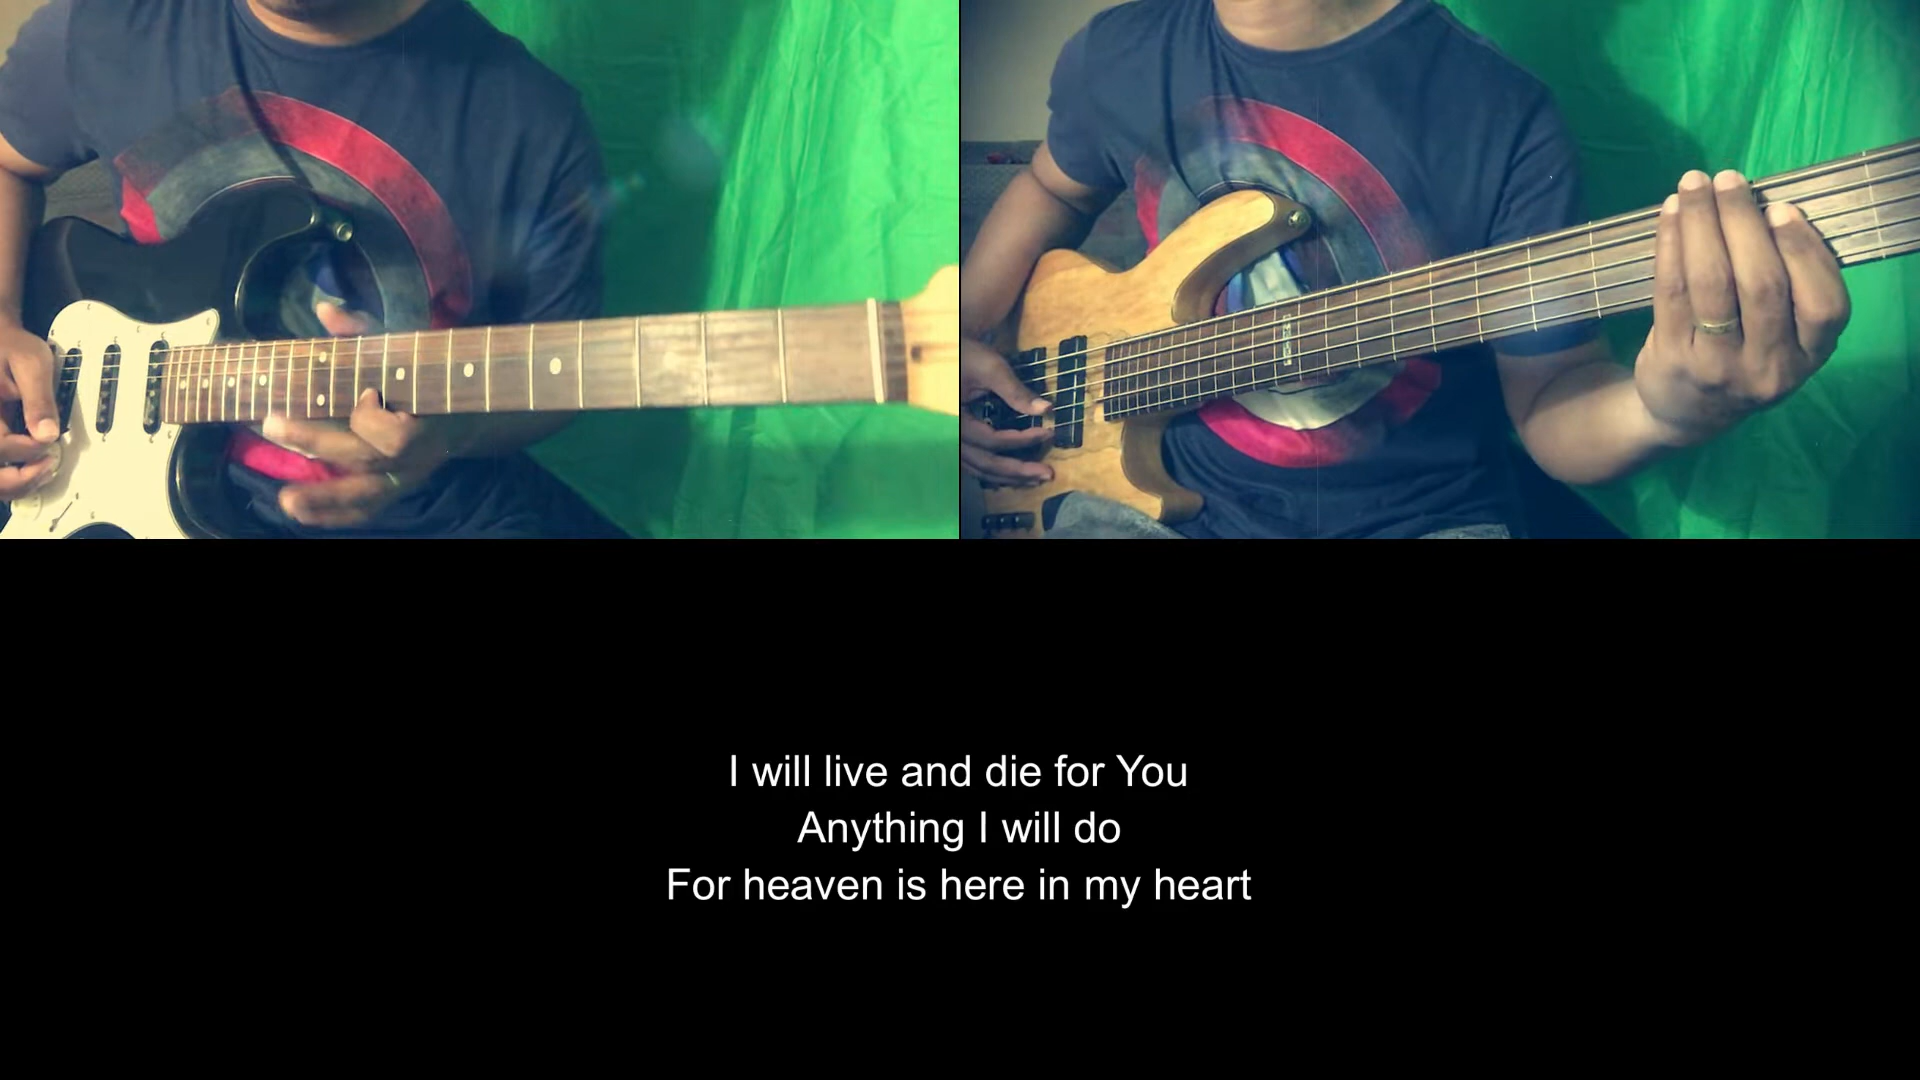 I will live and die for You
Anything I will do
For heaven is here in my heart